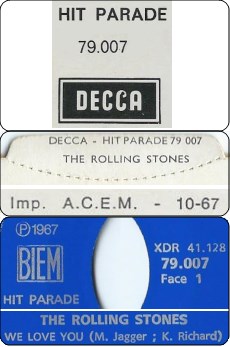 HIT PARADE
79.007
DECCA
DECCA - HIT PARADE 79 007
THE ROLLING STONES
Imp. A.C.E.M. - 10-67
Ⓟ1967
BIEM
XDR 41.128
79.007
Face 1
HIT PARADE
THE ROLLING STONES
WE LOVE YOU (M. Jagger ; K. Richard)